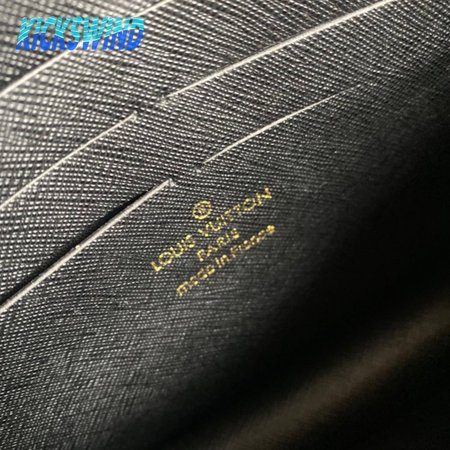 KICKSWIND
LOUIS VUITTON
PARIS
made in France